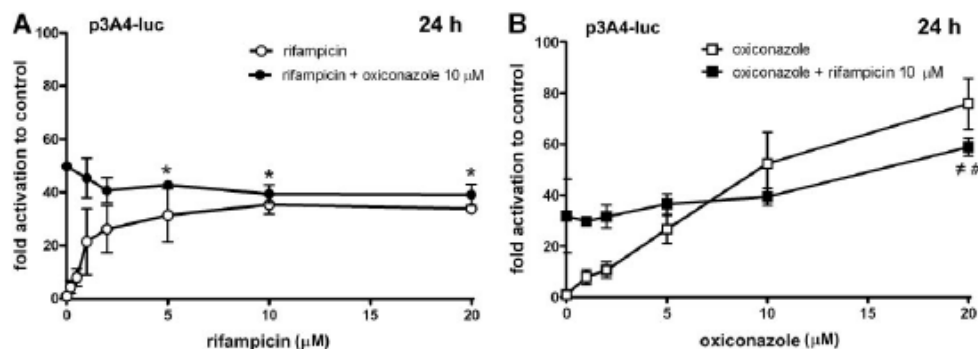 A p3A4-luc 24 h
rifampicin
rifampicin + oxiconazole 10 μM
fold activation to control
100
80
60
40
20
0
* * *
0 5 10 15 20
rifampicin (μM)
B p3A4-luc 24 h
oxiconazole
oxiconazole + rifampicin 10 μM
fold activation to control
100
80
60
40
20
0
≠ #
0 5 10 15 20
oxiconazole (μM)